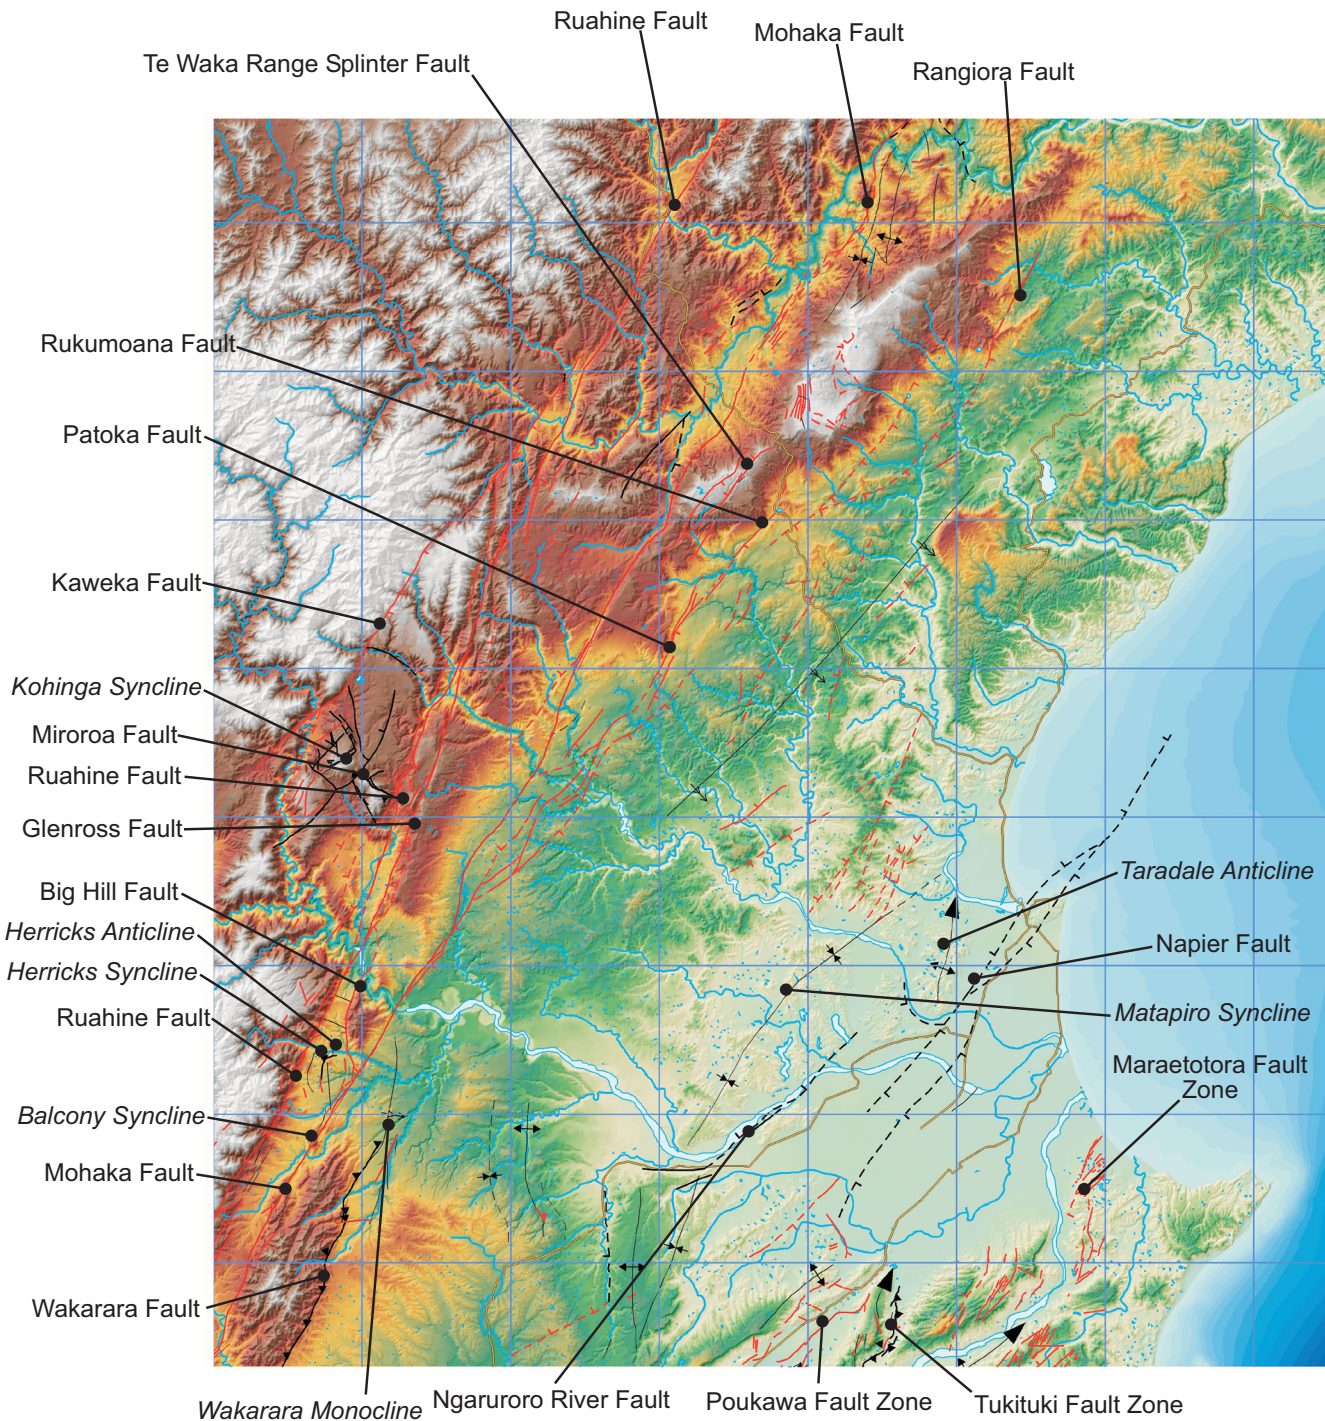 Ruahine Fault
Mohaka Fault
Te Waka Range Splinter Fault
Rangiora Fault
Rukumoana Fault
Patoka Fault
Kaweka Fault
Kohinga Syncline
Miroroa Fault
Ruahine Fault
Glenross Fault
Big Hill Fault
Herricks Anticline
Herricks Syncline
Ruahine Fault
Balcony Syncline
Mohaka Fault
Wakarara Fault
Taradale Anticline
Napier Fault
Matapiro Syncline
Maraetotora Fault
Zone
Wakarara Monocline
Ngaruroro River Fault
Poukawa Fault Zone
Tukituki Fault Zone